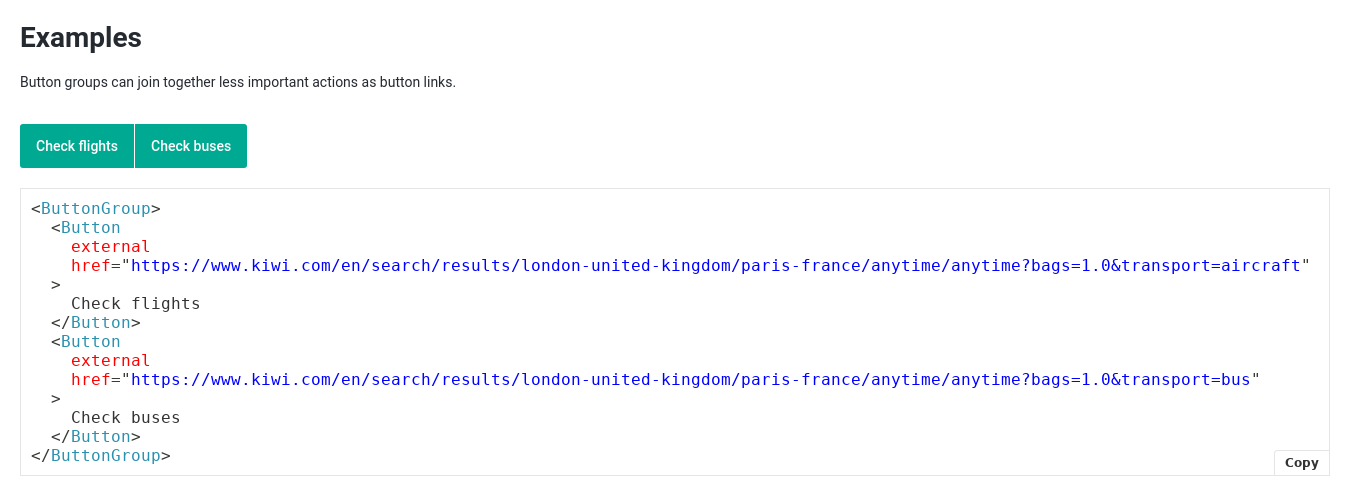 Examples
Button groups can join together less important actions as button links.
Check flights Check buses
<ButtonGroup>
  <Button
    external
    href="https://www.kiwi.com/en/search/results/london-united-kingdom/paris-france/anytime/anytime?bags=1.0&transport=aircraft"
  >
    Check flights
  </Button>
  <Button
    external
    href="https://www.kiwi.com/en/search/results/london-united-kingdom/paris-france/anytime/anytime?bags=1.0&transport=bus"
  >
    Check buses
  </Button>
</ButtonGroup>
Copy